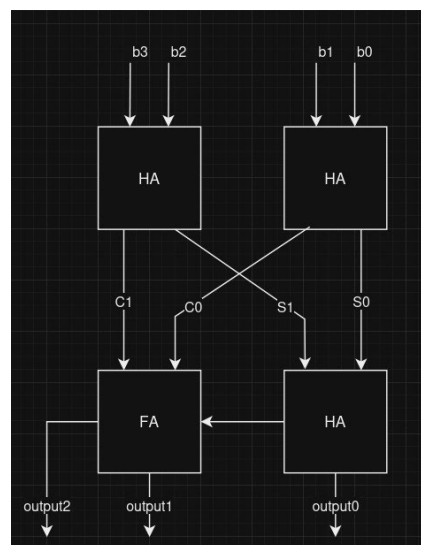 b3 b2 b1 b0
HA HA
C1 C0 S1 S0
FA HA
output2 output1 output0